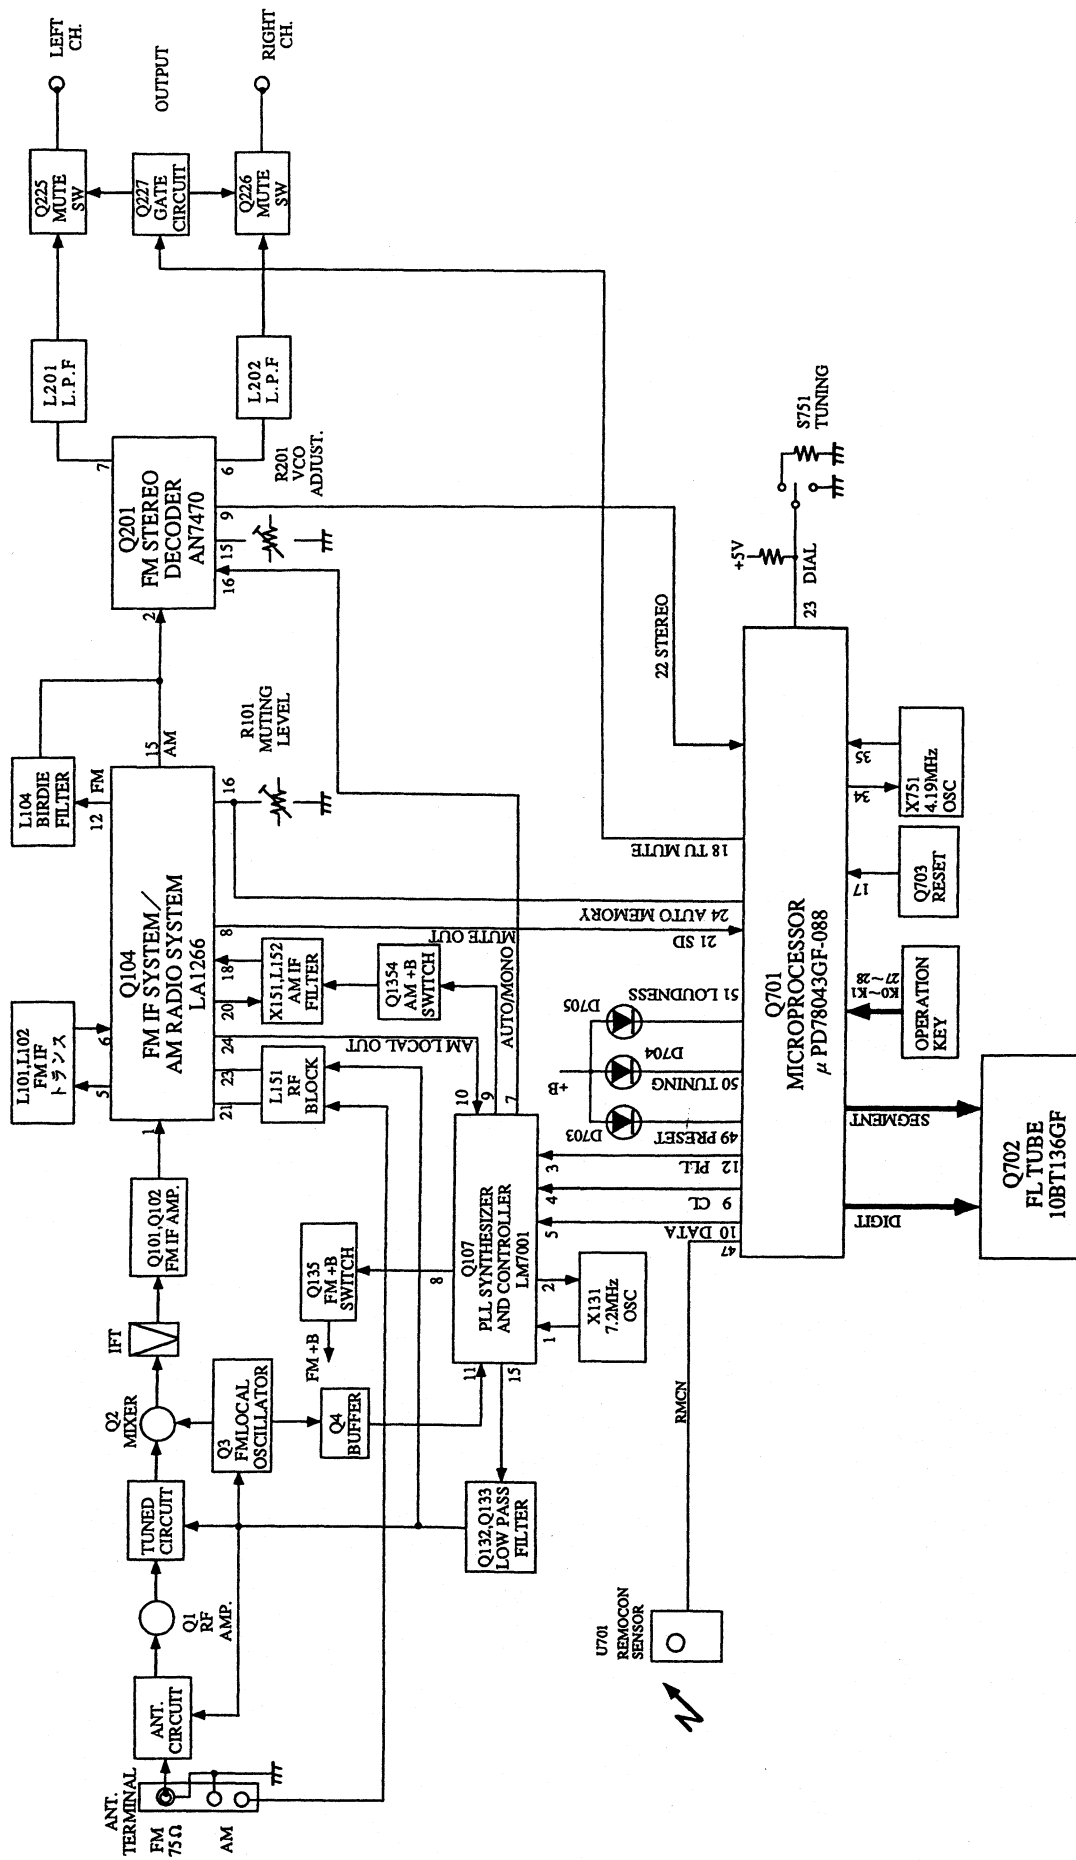 ANT.
TERMINAL
FM
75Ω
AM
ANT.
CIRCUIT
Q1
RF
AMP.
TUNED
CIRCUIT
Q2
MIXER
IFT
Q3
FMLOCAL
OSCILLATOR
Q4
BUFFER
Q101,Q102
FM IF AMP.
L101,L102
FM IF
トランス
1
5
6
Q104
FM IF SYSTEM/
AM RADIO SYSTEM
LA1266
21
23
24
20
18
8
16
12
FM
15
AM
L104
BIRDIE
FILTER
L151
RF
BLOCK
AM LOCAL OUT
X151,L152
AM IF
FILTER
Q1354
AM +B
SWITCH
MUTE OUT
AUTO/MONO
R101
MUTING
LEVEL
2
Q201
FM STEREO
DECODER
AN7470
7
16
15
9
6
R201
VCO
ADJUST.
L201
L.P.F
L202
L.P.F
Q225
MUTE
SW
Q227
GATE
CIRCUIT
Q226
MUTE
SW
LEFT
CH.
OUTPUT
RIGHT
CH.
Q135
FM +B
SWITCH
FM +B
8
11
15
10
9
7
Q107
PLL SYNTHESIZER
AND CONTROLLER
LM7001
1
2
5
4
3
Q132,Q133
LOW PASS
FILTER
X131
7.2MHz
OSC
U701
REMOCON
SENSOR
RMCN
47
10 DATA
9 CL
12 PLL
49 PRESET
50 TUNING
51 LOUDNESS
D703
D704
D705
+B
21 SD
24 AUTO MEMORY
18 TU MUTE
22 STEREO
Q701
MICROPROCESSOR
μPD78043GF-088
23
DIAL
+5V
S751
TUNING
DIGIT
SEGMENT
K0~K1
27~28
17
34
35
OPERATION
KEY
Q703
RESET
X751
4.19MHz
OSC
Q702
FL TUBE
10BT136GF